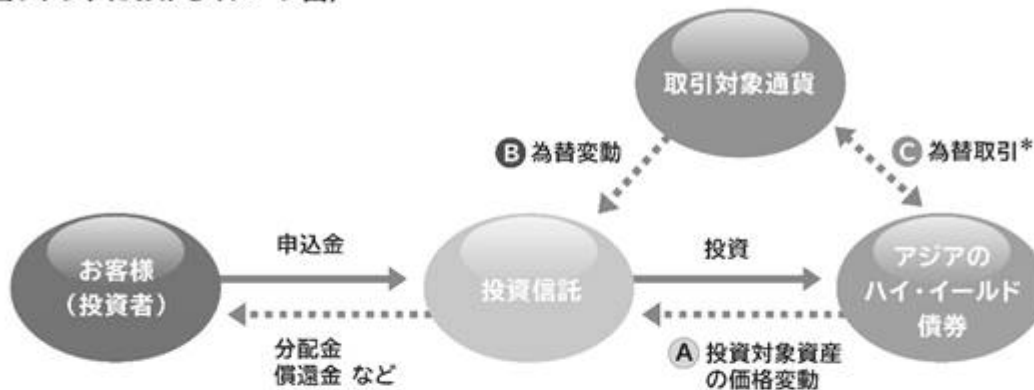 取引対象通貨
B 為替変動
C 為替取引*
お客様
（投資者）
申込金
投資信託
投資
アジアの
ハイ・イールド
債券
分配金
償還金 など
A 投資対象資産
の価格変動